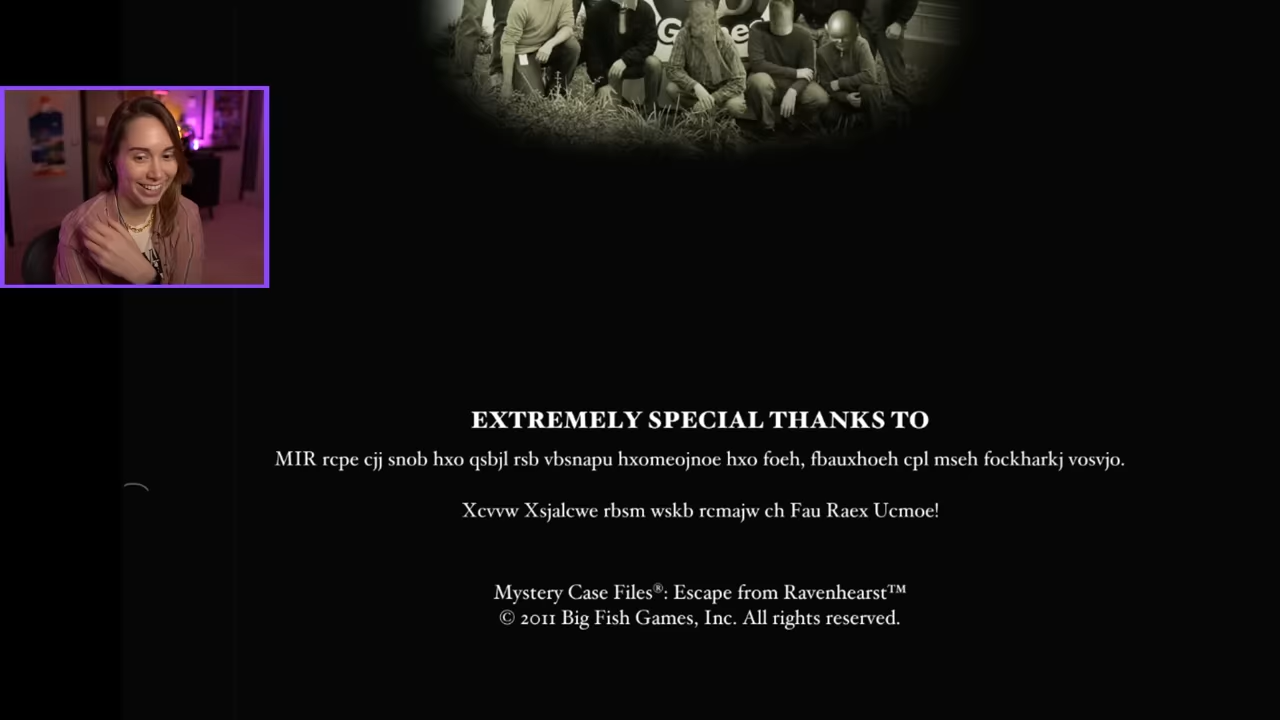 Games
EXTREMELY SPECIAL THANKS TO
MIR rcpe cjj snob hxo qsbjl rsb vbsnapu hxomeojnoe hxo foeh, fbauxhoeh cpl mseh fockharkj vosvjo.
Xcvvw Xsjalcwe rbsm wskb rcmajw ch Fau Raex Ucmoe!
Mystery Case Files®: Escape from Ravenhearst™
© 2011 Big Fish Games, Inc. All rights reserved.